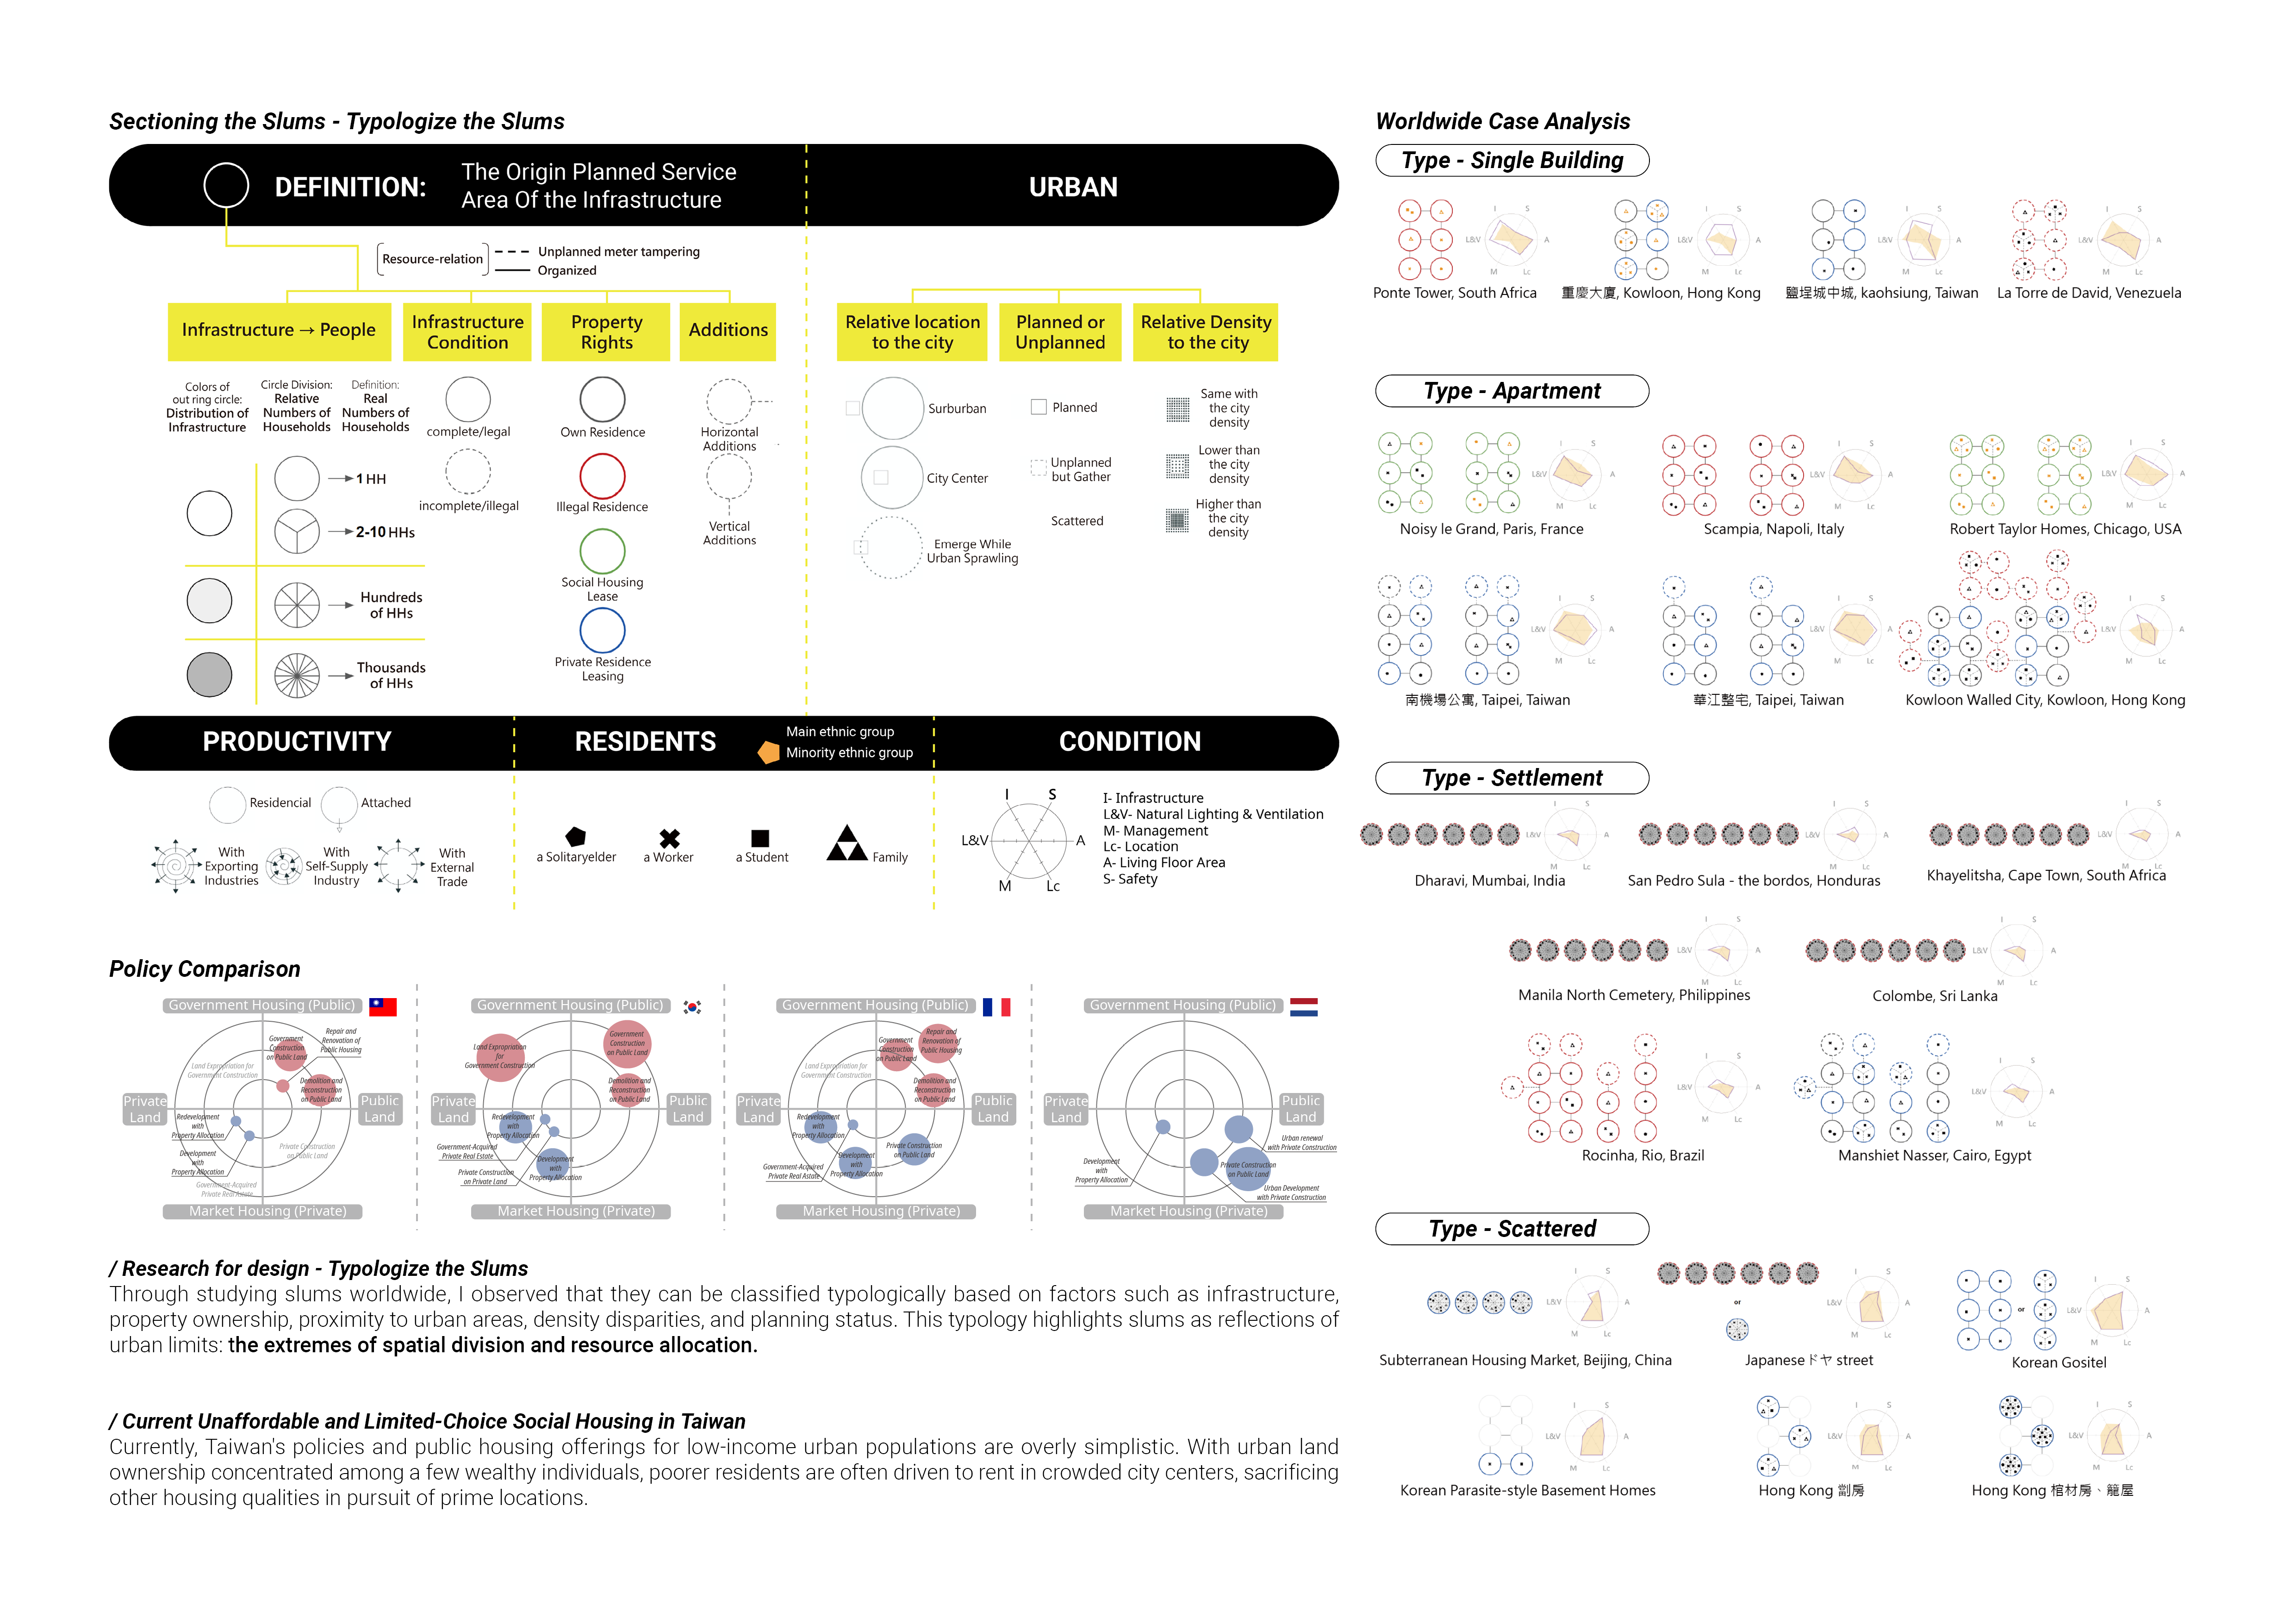 Sectioning the Slums - Typologize the Slums
DEFINITION:
The Origin Planned Service
Area Of the Infrastructure
URBAN
Resource-relation
Unplanned meter tampering
Organized
Infrastructure → People
Infrastructure
Condition
Property
Rights
Additions
Relative location
to the city
Planned or
Unplanned
Relative Density
to the city
Colors of
out ring circle:
Distribution of
Infrastructure
Circle Division:
Relative
Numbers of
Households
Definition:
Real
Numbers of
Households
1 HH
2-10 HHs
Hundreds
of HHs
Thousands
of HHs
complete/legal
incomplete/illegal
Own Residence
Illegal Residence
Social Housing
Lease
Private Residence
Leasing
Horizontal
Additions
Vertical
Additions
Surburban
City Center
Emerge While
Urban Sprawling
Planned
Unplanned
but Gather
Scattered
Same with
the city
density
Lower than
the city
density
Higher than
the city
density
PRODUCTIVITY
RESIDENTS
Main ethnic group
Minority ethnic group
CONDITION
Residencial
Attached
With
Exporting
Industries
With
Self-Supply
Industry
With
External
Trade
a Solitaryelder
a Worker
a Student
Family
I
S
L&V
A
M
Lc
I- Infrastructure
L&V- Natural Lighting & Ventilation
M- Management
Lc- Location
A- Living Floor Area
S- Safety
Policy Comparison
Government Housing (Public)
Private
Land
Public
Land
Market Housing (Private)
Government
Construction
on Public Land
Repair and
Renovation of
Public Housing
Land Expropriation for
Government Construction
Demolition and
Reconstruction
on Public Land
Redevelopment
with
Property Allocation
Development
with
Property Allocation
Private Construction
on Public Land
Government-Acquired
Private Real Estate
Government Housing (Public)
Private
Land
Public
Land
Market Housing (Private)
Land Expropriation
for
Government Construction
Government
Construction
on Public Land
Demolition and
Reconstruction
on Public Land
Redevelopment
with
Property Allocation
Government-Acquired
Private Real Estate
Private Construction
on Private Land
Development
with
Property Allocation
Government Housing (Public)
Private
Land
Public
Land
Market Housing (Private)
Government
Construction
on Public Land
Repair and
Renovation of
Public Housing
Land Expropriation for
Government Construction
Demolition and
Reconstruction
on Public Land
Redevelopment
with
Property Allocation
Private Construction
on Public Land
Development
with
Property Allocation
Government-Acquired
Private Real Astate
Government Housing (Public)
Private
Land
Public
Land
Market Housing (Private)
Urban renewal
with Private Construction
Development
with
Property Allocation
Private Construction
on Public Land
Urban Development
with Private Construction
/ Research for design - Typologize the Slums
Through studying slums worldwide, I observed that they can be classified typologically based on factors such as infrastructure,
property ownership, proximity to urban areas, density disparities, and planning status. This typology highlights slums as reflections of
urban limits: the extremes of spatial division and resource allocation.
/ Current Unaffordable and Limited-Choice Social Housing in Taiwan
Currently, Taiwan's policies and public housing offerings for low-income urban populations are overly simplistic. With urban land
ownership concentrated among a few wealthy individuals, poorer residents are often driven to rent in crowded city centers, sacrificing
other housing qualities in pursuit of prime locations.
Worldwide Case Analysis
Type - Single Building
Ponte Tower, South Africa
重慶大廈, Kowloon, Hong Kong
鹽埕城中城, kaohsiung, Taiwan
La Torre de David, Venezuela
Type - Apartment
Noisy le Grand, Paris, France
Scampia, Napoli, Italy
Robert Taylor Homes, Chicago, USA
南機場公寓, Taipei, Taiwan
華江整宅, Taipei, Taiwan
Kowloon Walled City, Kowloon, Hong Kong
Type - Settlement
Dharavi, Mumbai, India
San Pedro Sula - the bordos, Honduras
Khayelitsha, Cape Town, South Africa
Manila North Cemetery, Philippines
Colombe, Sri Lanka
Rocinha, Rio, Brazil
Manshiet Nasser, Cairo, Egypt
Type - Scattered
Subterranean Housing Market, Beijing, China
or
Japaneseドヤ street
or
Korean Gositel
Korean Parasite-style Basement Homes
Hong Kong 劏房
Hong Kong 棺材房、籠屋